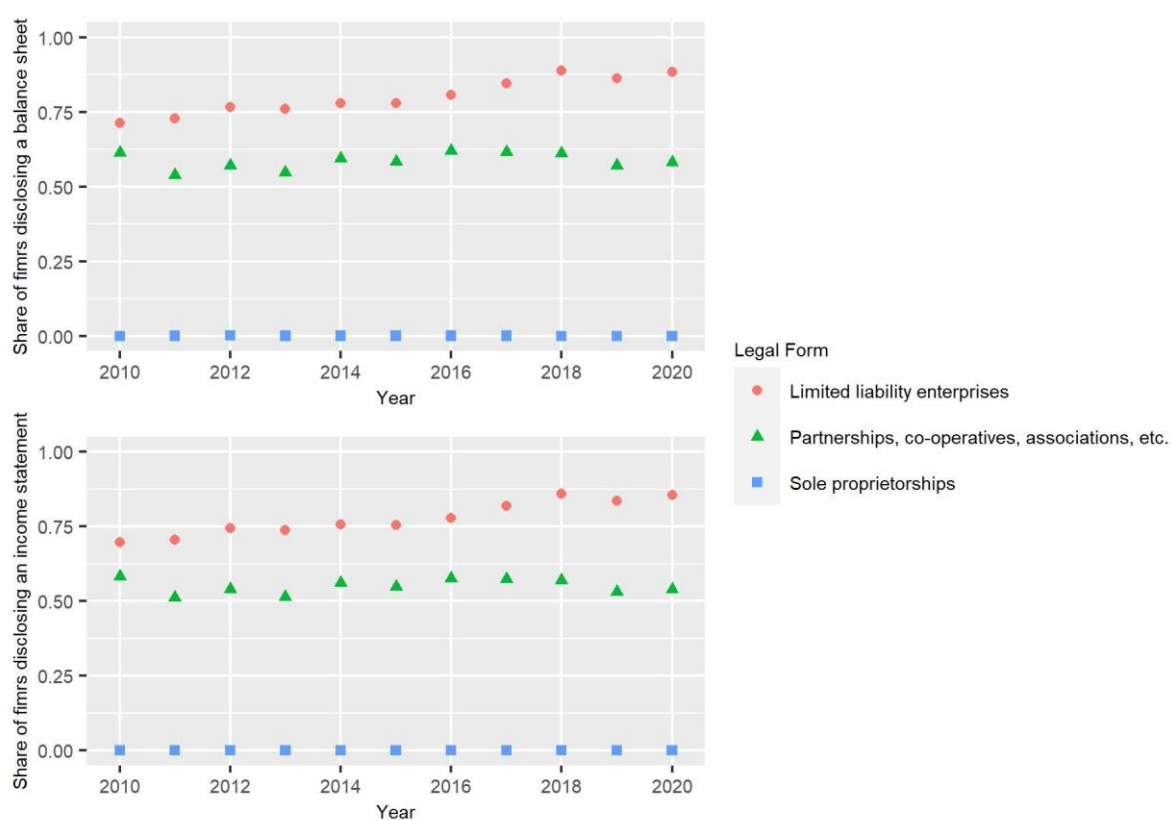 Share of fimrs disclosing a balance sheet
1.00
0.75
0.50
0.25
0.00
2010 2012 2014 2016 2018 2020
Year
Share of fimrs disclosing an income statement
1.00
0.75
0.50
0.25
0.00
2010 2012 2014 2016 2018 2020
Year
Legal Form
Limited liability enterprises
Partnerships, co-operatives, associations, etc.
Sole proprietorships